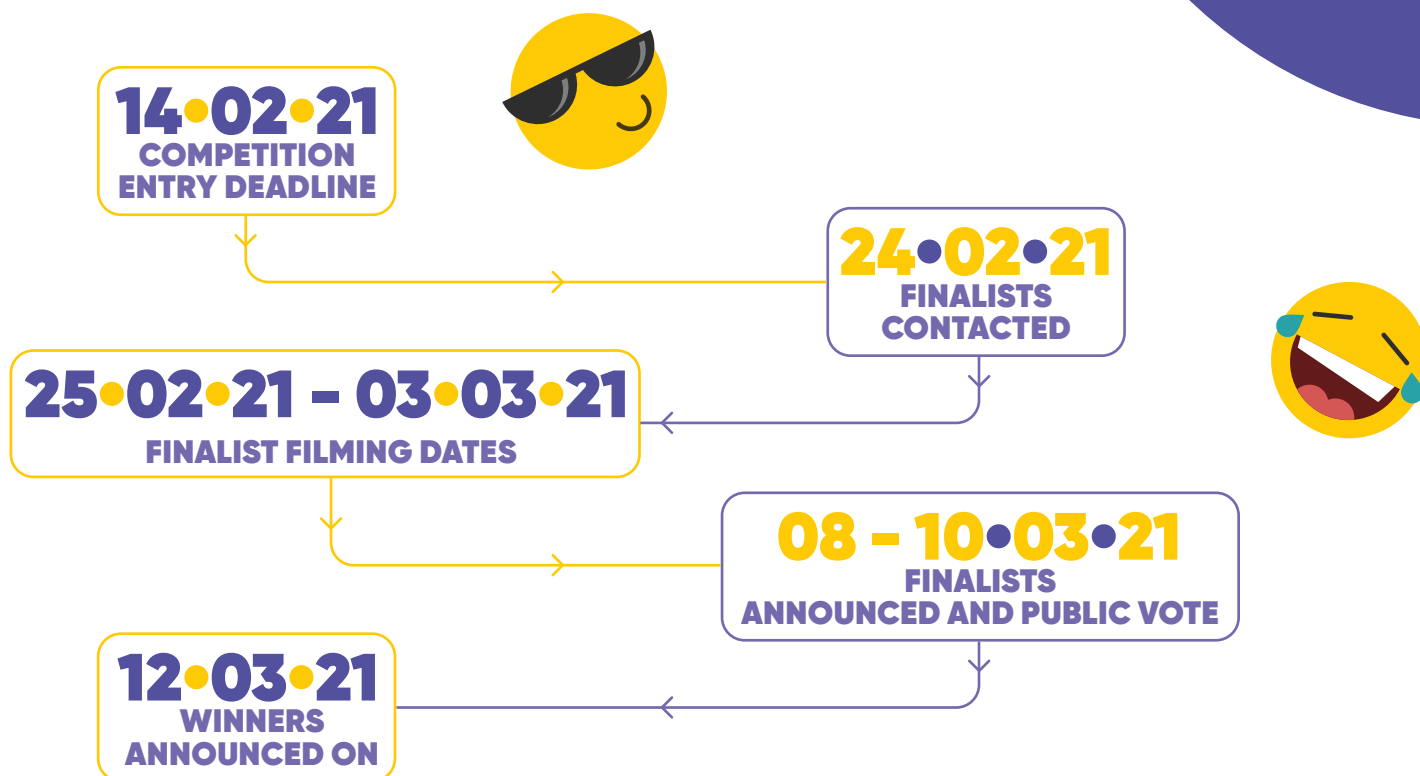 14•02•21
COMPETITION
ENTRY DEADLINE
24•02•21
FINALISTS
CONTACTED
25•02•21 – 03•03•21
FINALIST FILMING DATES
08 – 10•03•21
FINALISTS
ANNOUNCED AND PUBLIC VOTE
12•03•21
WINNERS
ANNOUNCED ON